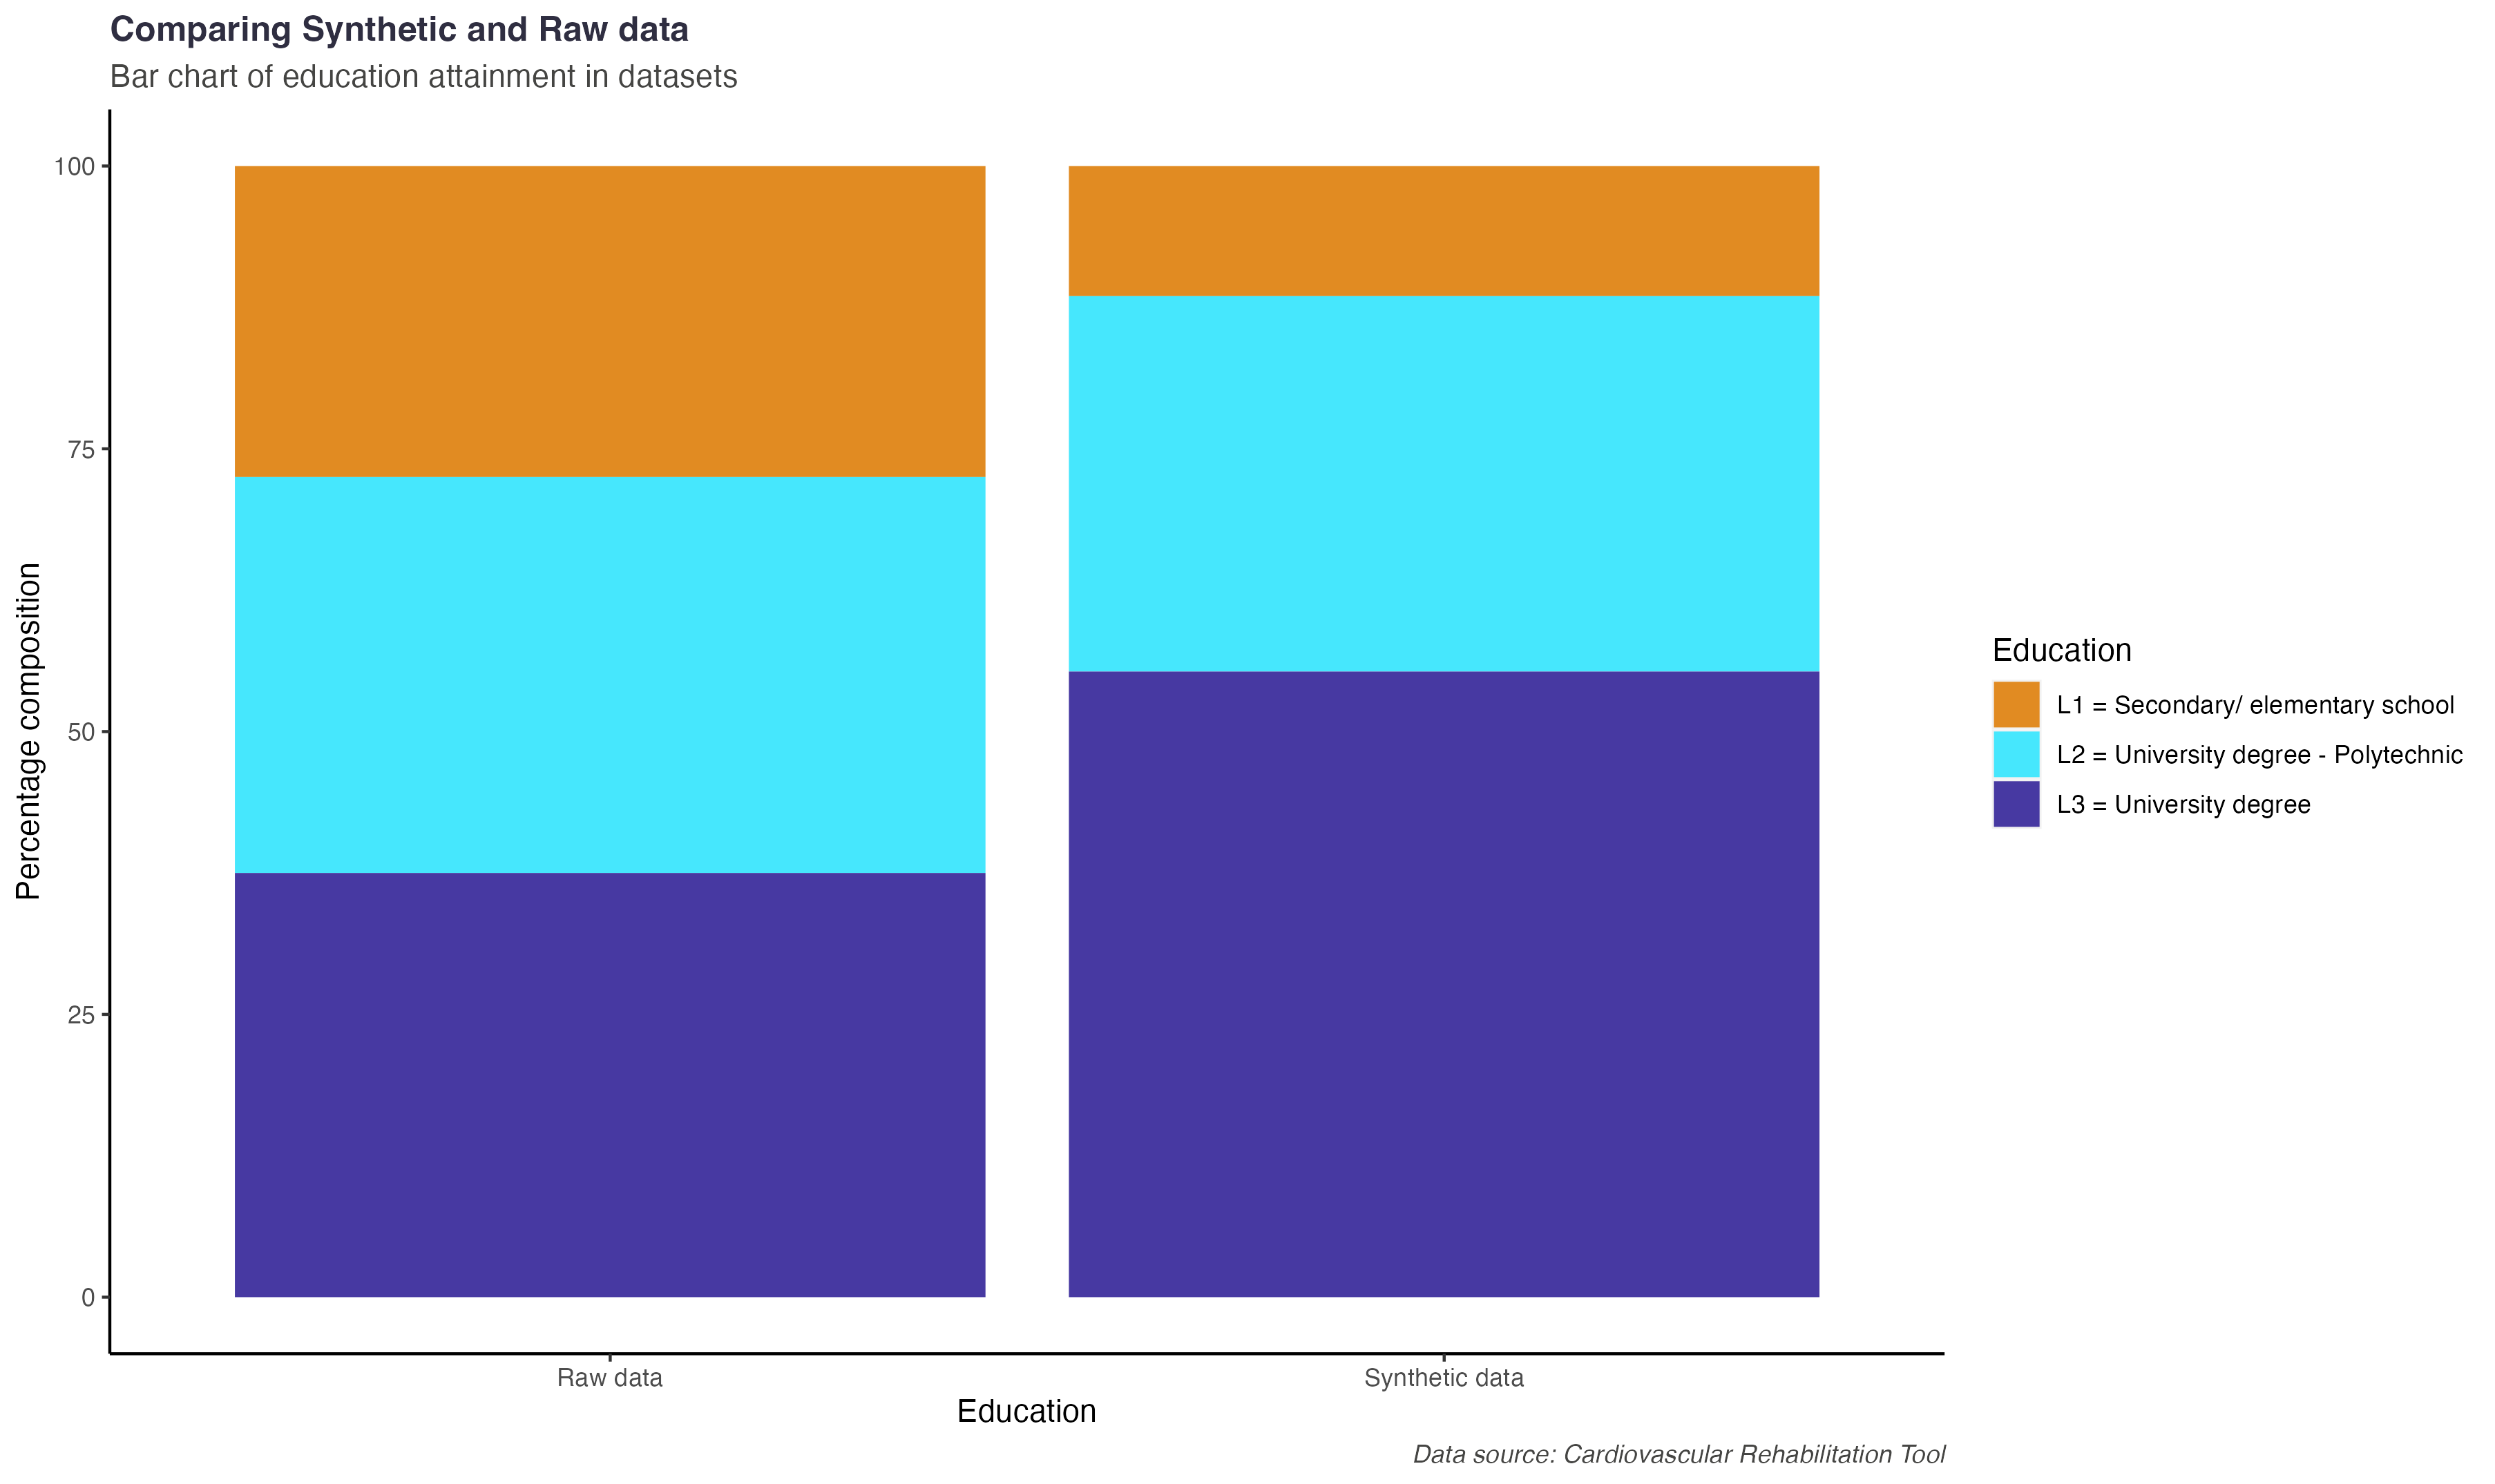 Comparing Synthetic and Raw data
Bar chart of education attainment in datasets
100
75
50
25
0
Percentage composition
Raw data
Synthetic data
Education
Education
L1 = Secondary/ elementary school
L2 = University degree - Polytechnic
L3 = University degree
Data source: Cardiovascular Rehabilitation Tool